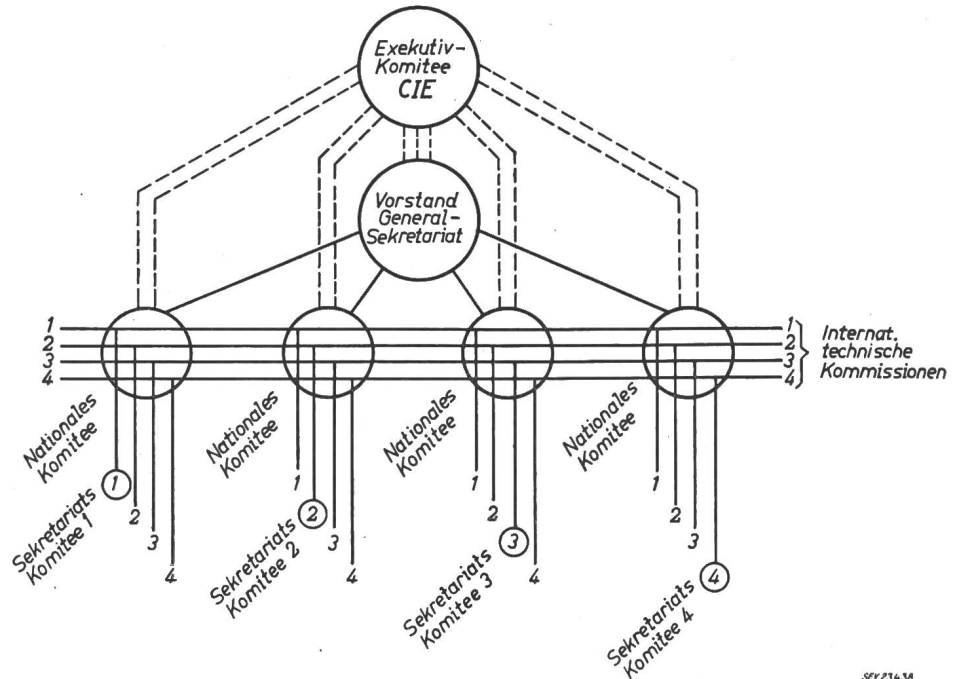 Exekutiv-
Komitee
CIE
Vorstand
General-
Sekretariat
1
2
3
4
1
2
3
4
Internat.
technische
Kommissionen
Nationales
Komitee
Nationales
Komitee
Nationales
Komitee
Nationales
Komitee
1
2
3
4
Sekretariats
Komitee 1
1
2
3
4
Sekretariats
Komitee 2
1
2
3
4
Sekretariats
Komitee 3
1
2
3
4
Sekretariats
Komitee 4
SEV23438